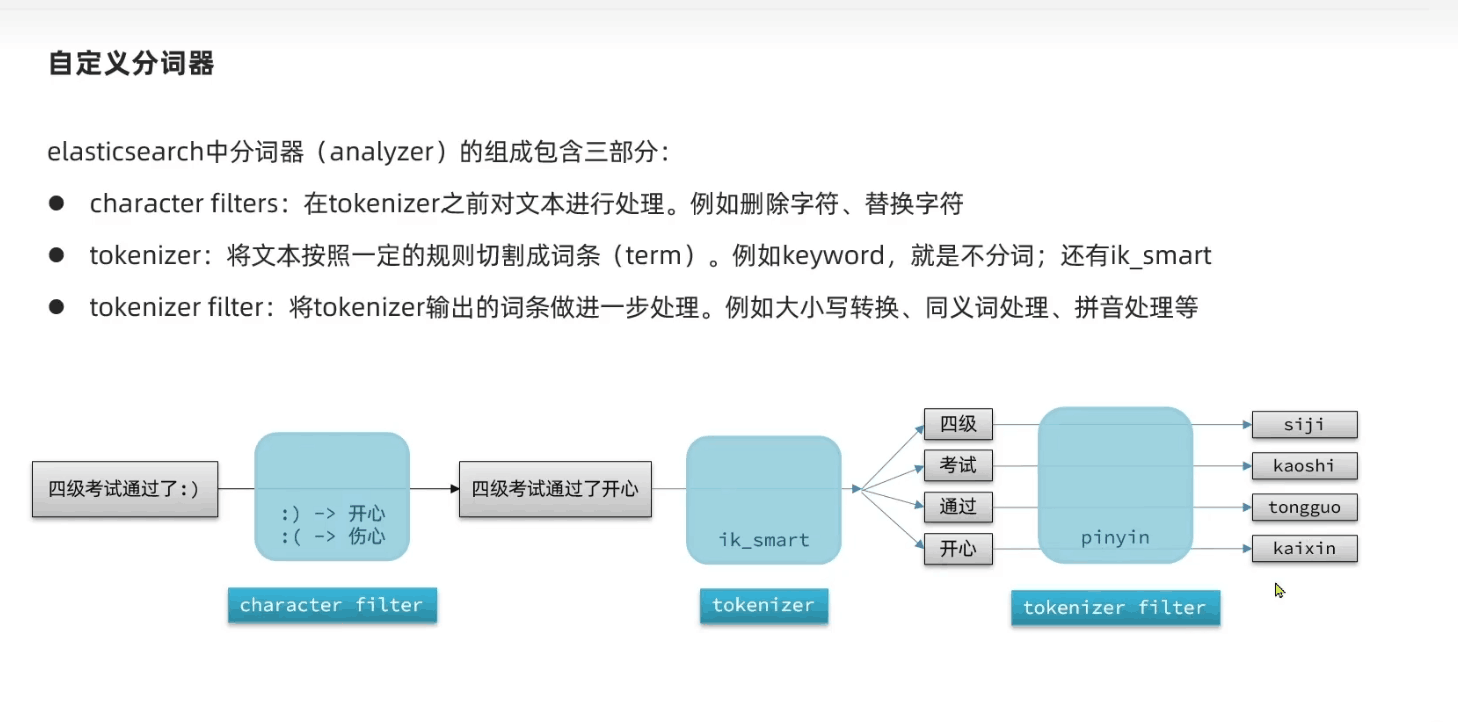 自定义分词器
elasticsearch中分词器（analyzer）的组成包含三部分：
● character filters：在tokenizer之前对文本进行处理。例如删除字符、替换字符
● tokenizer：将文本按照一定的规则切割成词条（term）。例如keyword，就是不分词；还有ik_smart
● tokenizer filter：将tokenizer输出的词条做进一步处理。例如大小写转换、同义词处理、拼音处理等
四级考试通过了:)
:) -> 开心
:( -> 伤心
character filter
四级考试通过了开心
ik_smart
tokenizer
四级
考试
通过
开心
pinyin
tokenizer filter
siji
kaoshi
tongguo
kaixin